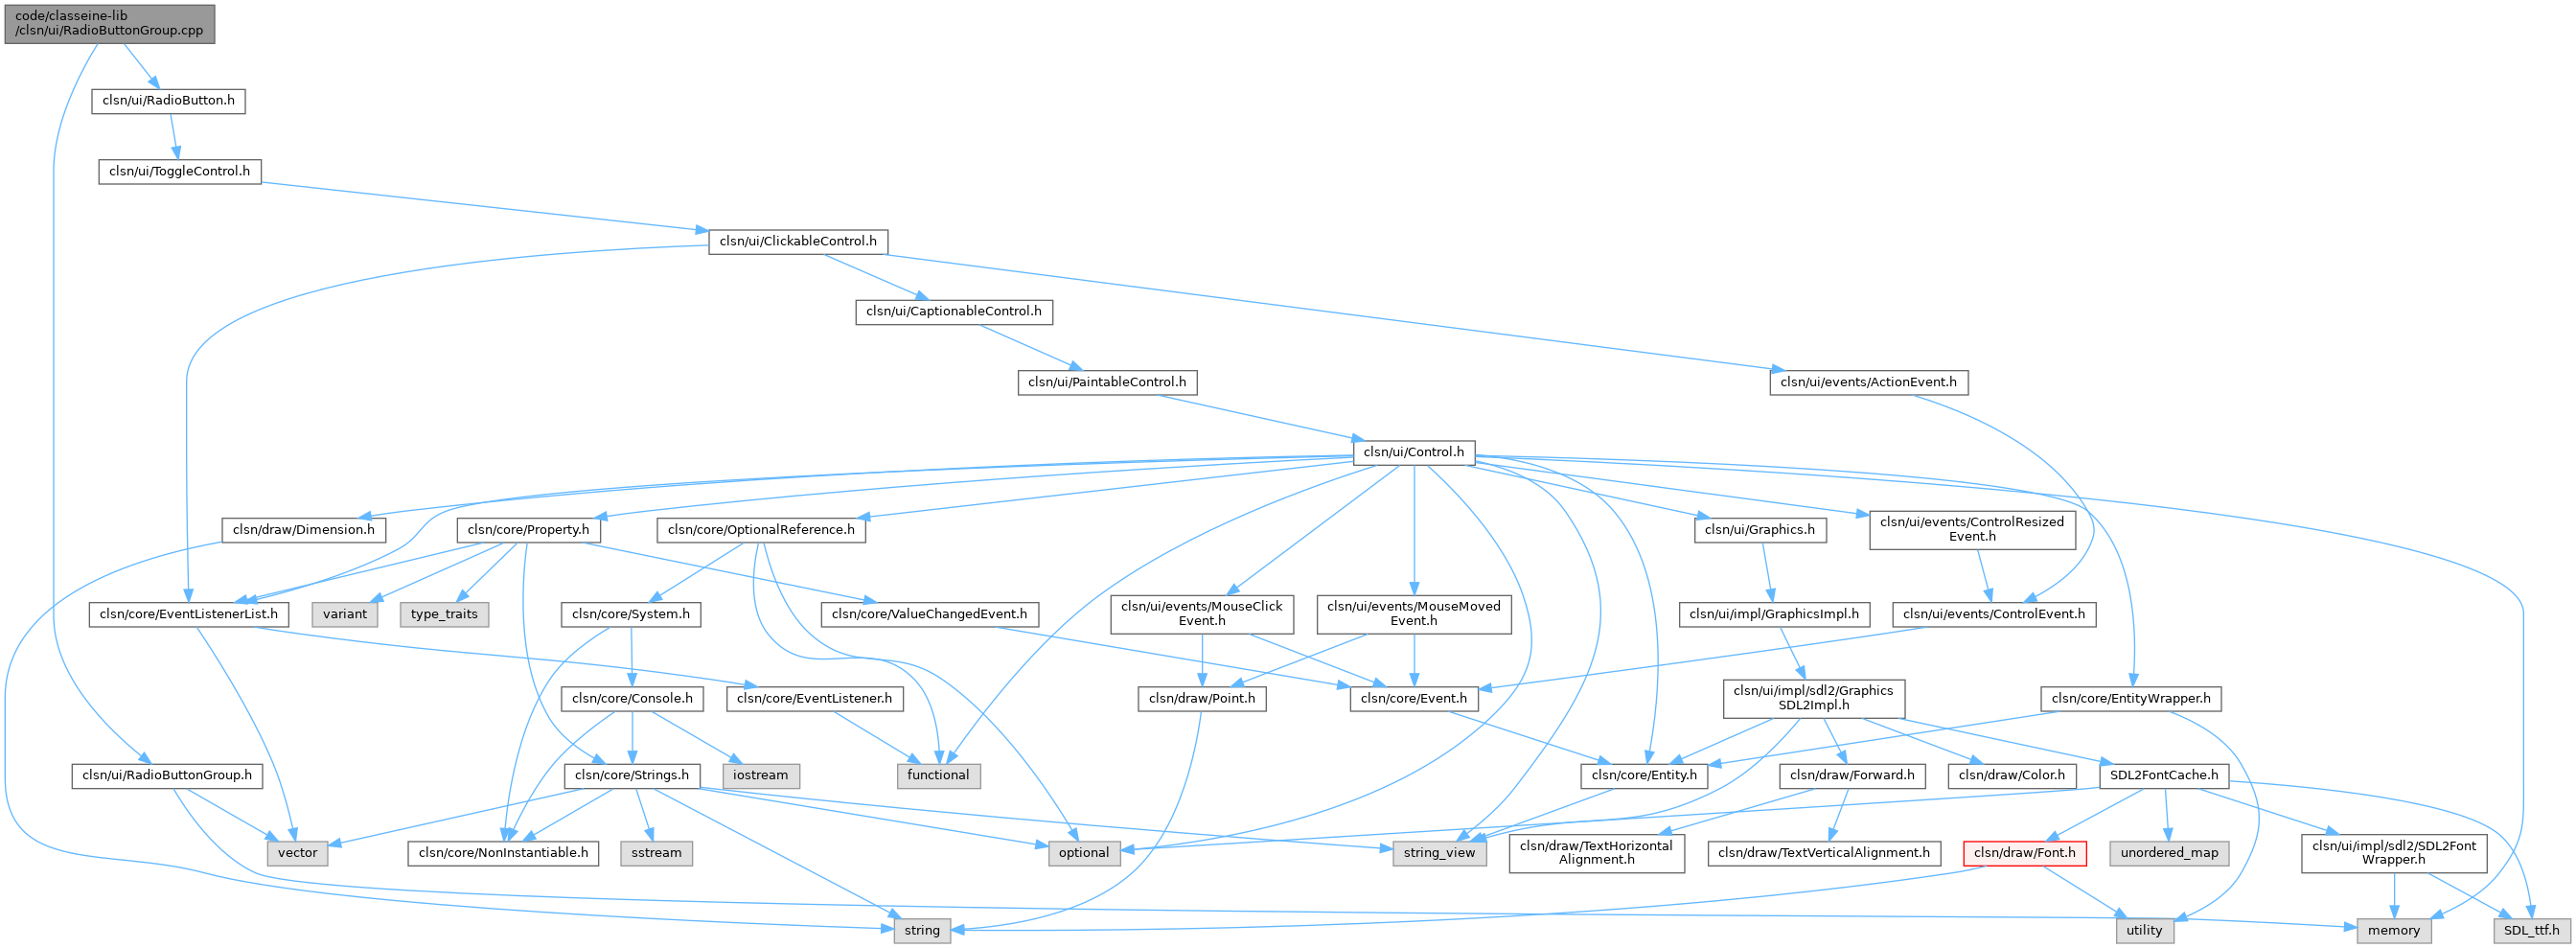 code/classeine-lib
/clsn/ui/RadioButtonGroup.cpp
clsn/ui/RadioButton.h
clsn/ui/ToggleControl.h
clsn/ui/ClickableControl.h
clsn/ui/CaptionableControl.h
clsn/ui/PaintableControl.h
clsn/ui/events/ActionEvent.h
clsn/ui/Control.h
clsn/draw/Dimension.h
clsn/core/Property.h
clsn/core/OptionalReference.h
clsn/ui/Graphics.h
clsn/ui/events/ControlResized
Event.h
clsn/core/EventListenerList.h
variant
type_traits
clsn/core/System.h
clsn/core/ValueChangedEvent.h
clsn/ui/events/MouseClick
Event.h
clsn/ui/events/MouseMoved
Event.h
clsn/ui/impl/GraphicsImpl.h
clsn/ui/events/ControlEvent.h
clsn/core/Console.h
clsn/core/EventListener.h
clsn/draw/Point.h
clsn/core/Event.h
clsn/ui/impl/sdl2/Graphics
SDL2Impl.h
clsn/core/EntityWrapper.h
clsn/ui/RadioButtonGroup.h
clsn/core/Strings.h
iostream
functional
clsn/core/Entity.h
clsn/draw/Forward.h
clsn/draw/Color.h
SDL2FontCache.h
vector
clsn/core/NonInstantiable.h
sstream
optional
string_view
clsn/draw/TextHorizontal
Alignment.h
clsn/draw/TextVerticalAlignment.h
clsn/draw/Font.h
unordered_map
clsn/ui/impl/sdl2/SDL2Font
Wrapper.h
string
utility
memory
SDL_ttf.h